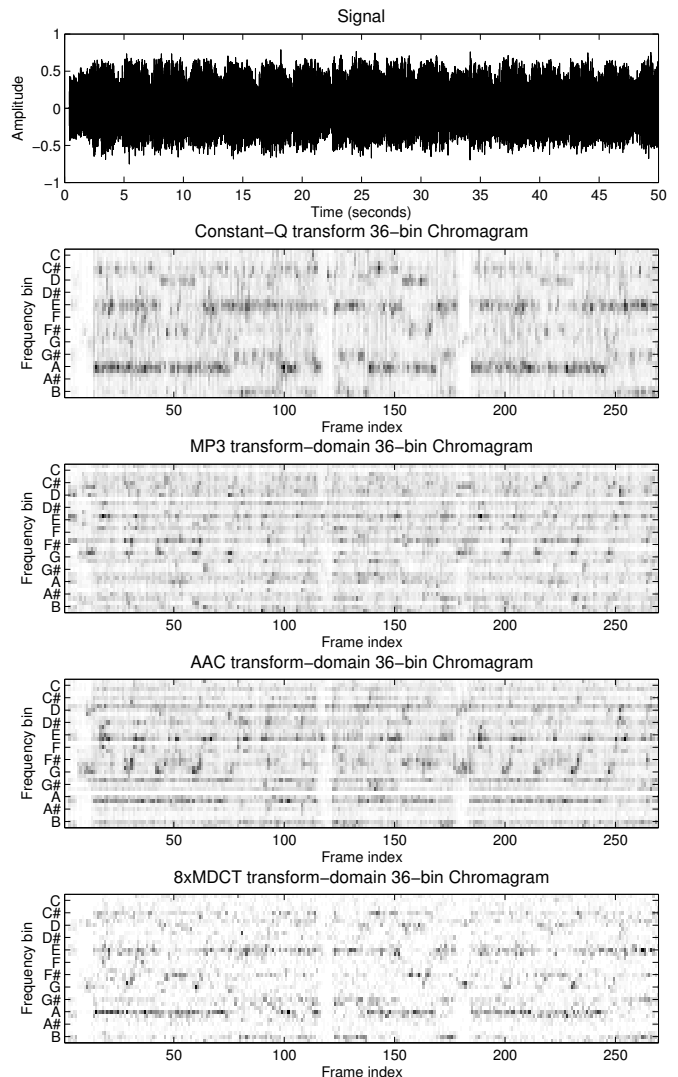 Signal
1
0.5
0
−0.5
−1
Amplitude
0 5 10 15 20 25 30 35 40 45 50
Time (seconds)
Constant−Q transform 36−bin Chromagram
C
C#
D
D#
E
F
F#
G
G#
A
A#
B
Frequency bin
50 100 150 200 250
Frame index
MP3 transform−domain 36−bin Chromagram
C
C#
D
D#
E
F
F#
G
G#
A
A#
B
Frequency bin
50 100 150 200 250
Frame index
AAC transform−domain 36−bin Chromagram
C
C#
D
D#
E
F
F#
G
G#
A
A#
B
Frequency bin
50 100 150 200 250
Frame index
8xMDCT transform−domain 36−bin Chromagram
C
C#
D
D#
E
F
F#
G
G#
A
A#
B
Frequency bin
50 100 150 200 250
Frame index